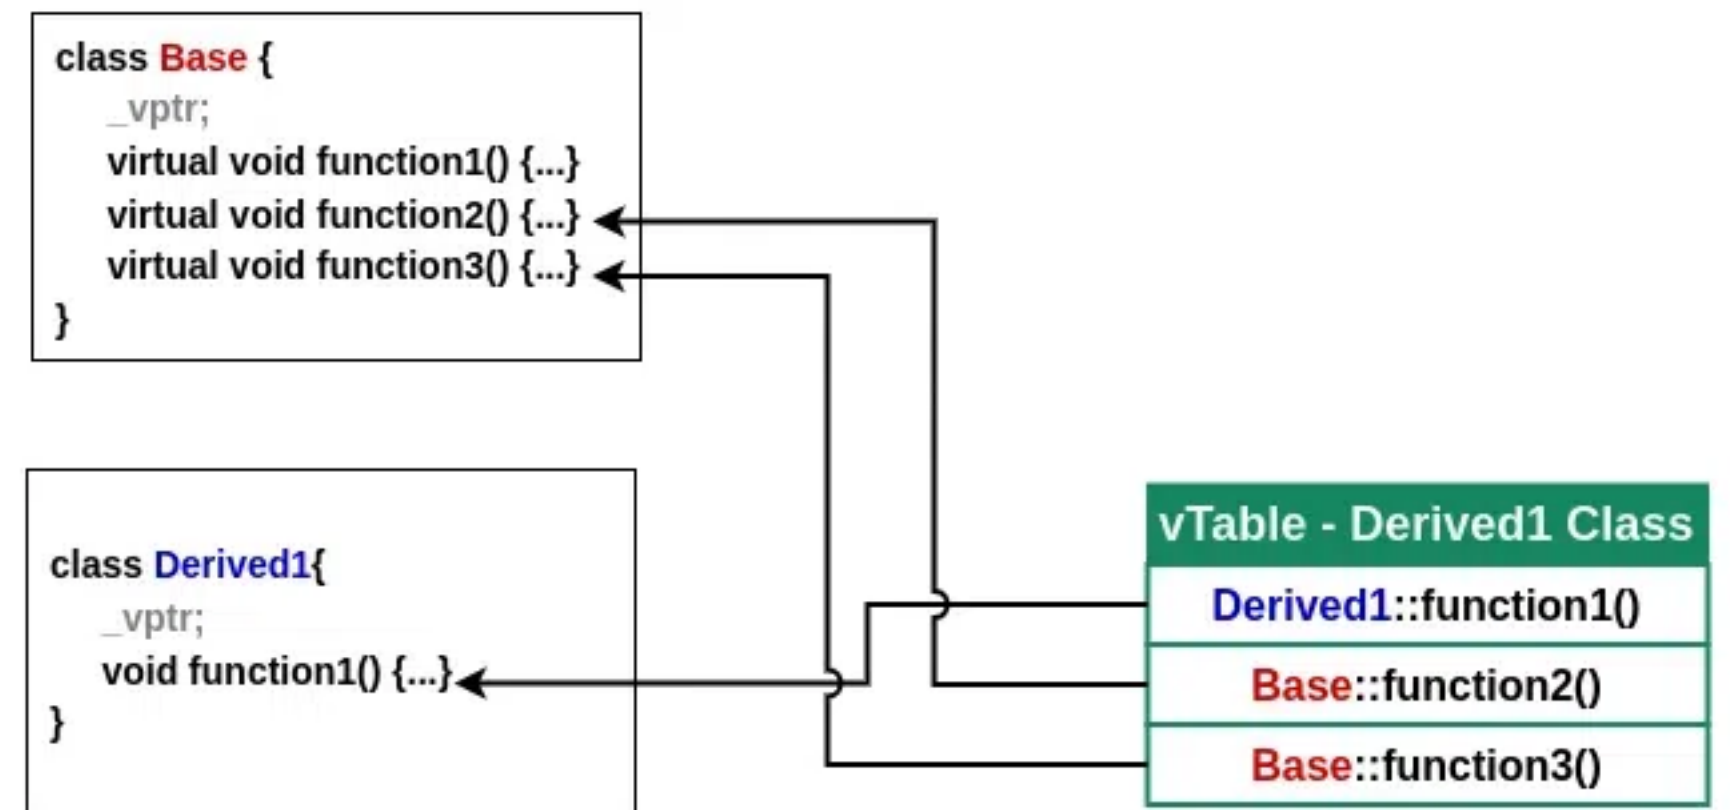 class Base {
_vptr;
virtual void function1() {...}
virtual void function2() {...}
virtual void function3() {...}
}
class Derived1{
_vptr;
void function1() {...}
}
vTable - Derived1 Class
Derived1::function1()
Base::function2()
Base::function3()